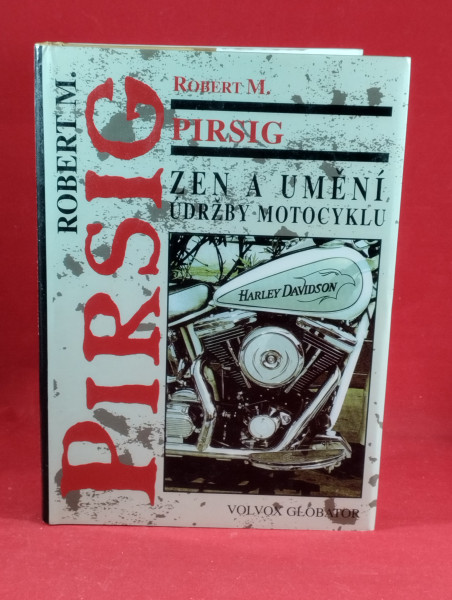 ROBERT M.
PIRSIG
ROBERT M.
PIRSIG
ZEN A UMĚNÍ
ÚDRŽBY MOTOCYKLU
HARLEY DAVIDSON
VOLVOX GLOBATOR